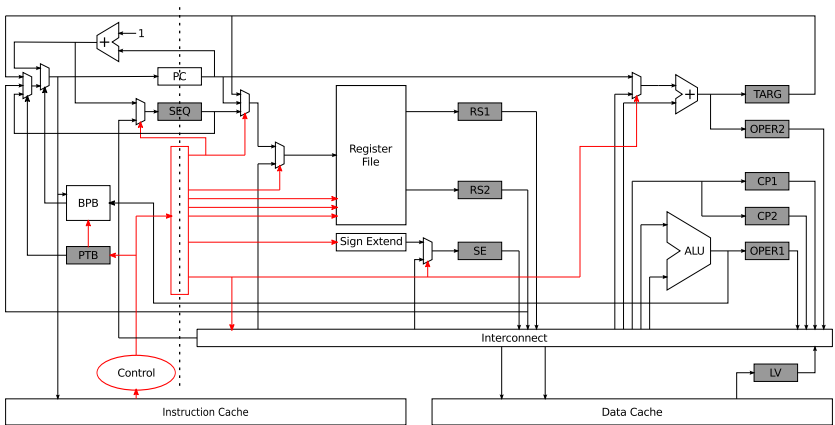 1
+
PC
+
TARG
SEQ
RS1
OPER2
Register
File
CP1
RS2
BPB
CP2
Sign Extend
PTB
SE
ALU
OPER1
Interconnect
Control
LV
Instruction Cache
Data Cache